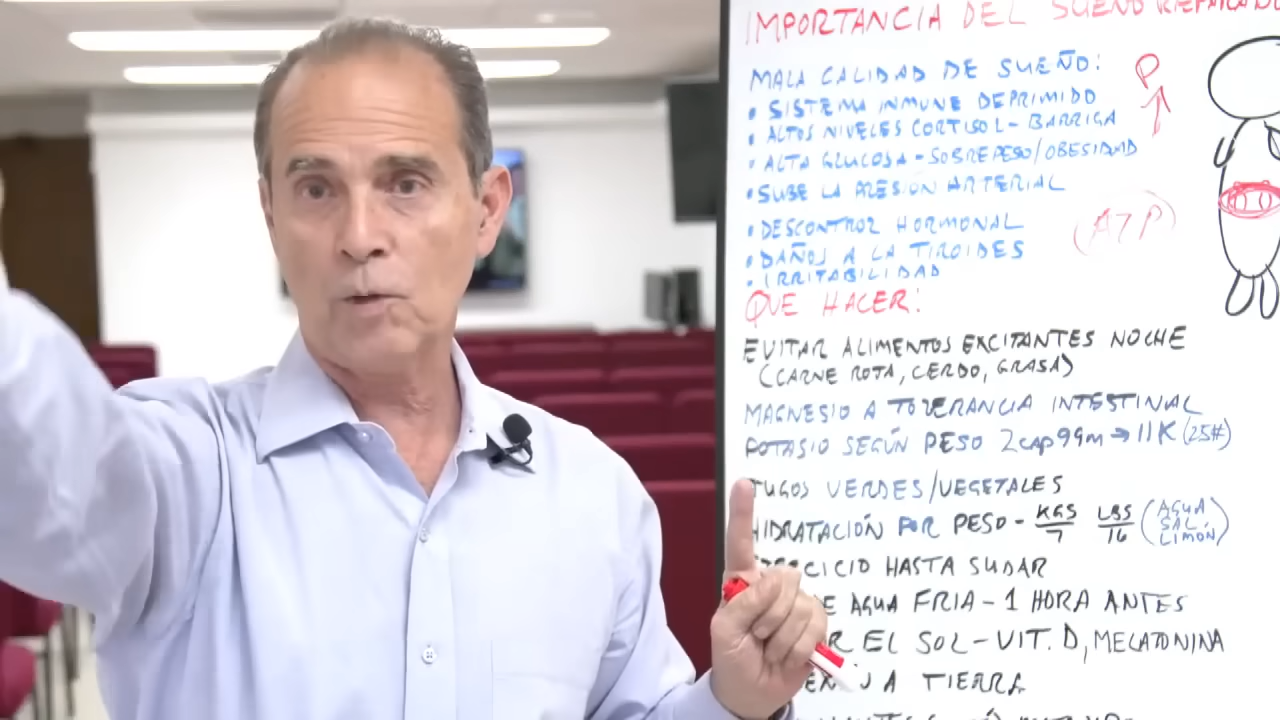 IMPORTANCIA DEL SUEÑO
MALA CALIDAD DE SUEÑO:
• SISTEMA INMUNE DEPRIMIDO
• ALTOS NIVELES CORTISOL - BARRIGA
• ALTA GLUCOSA - SOBREPESO/OBESIDAD
• SUBE LA PRESIÓN ARTERIAL
• DESCONTROL HORMONAL
• DAÑOS A LA TIROIDES
• IRRITABILIDAD
P
(ATP)
QUE HACER:
EVITAR ALIMENTOS EXCITANTES NOCHE
(CARNE ROJA, CERDO, GRASA)
MAGNESIO A TOLERANCIA INTESTINAL
POTASIO SEGÚN PESO 2cap99m→11K (25#)
JUGOS VERDES/VEGETALES
HIDRATACIÓN POR PESO - KGS/7 LBS/16 (AGUA SAL, LIMÓN)
HASTA SUDAR
DE AGUA FRIA - 1 HORA ANTES
EL SOL - VIT. D, MELATONINA
A TIERRA